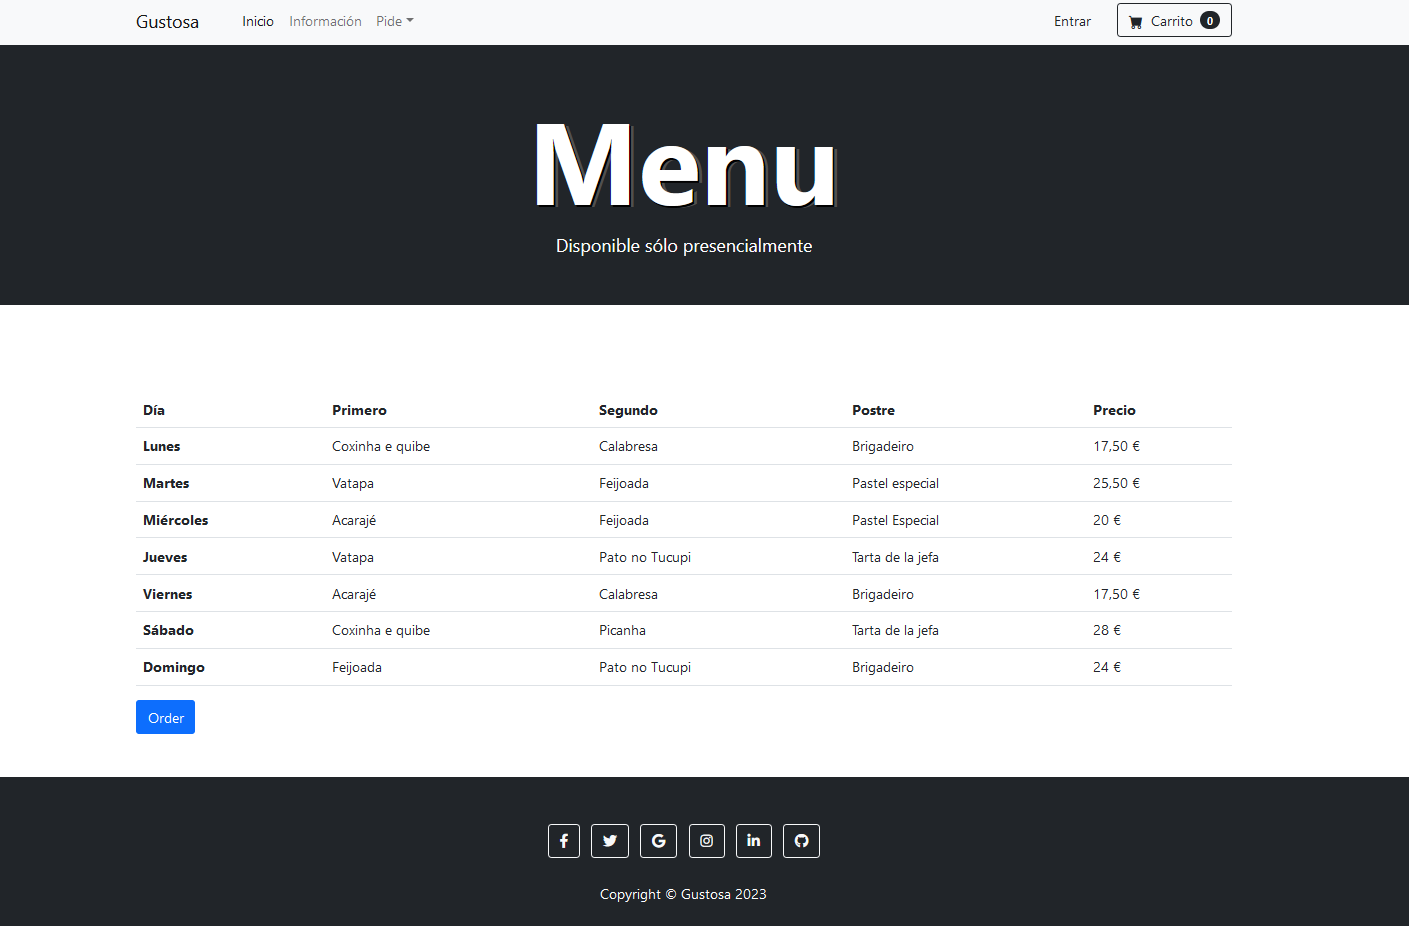 Gustosa Inicio Información Pide Entrar Carrito 0
Menu
Disponible sólo presencialmente
Día Primero Segundo Postre Precio
Lunes Coxinha e quibe Calabresa Brigadeiro 17,50 €
Martes Vatapa Feijoada Pastel especial 25,50 €
Miércoles Acarajé Feijoada Pastel Especial 20 €
Jueves Vatapa Pato no Tucupi Tarta de la jefa 24 €
Viernes Acarajé Calabresa Brigadeiro 17,50 €
Sábado Coxinha e quibe Picanha Tarta de la jefa 28 €
Domingo Feijoada Pato no Tucupi Brigadeiro 24 €
Order
Copyright © Gustosa 2023